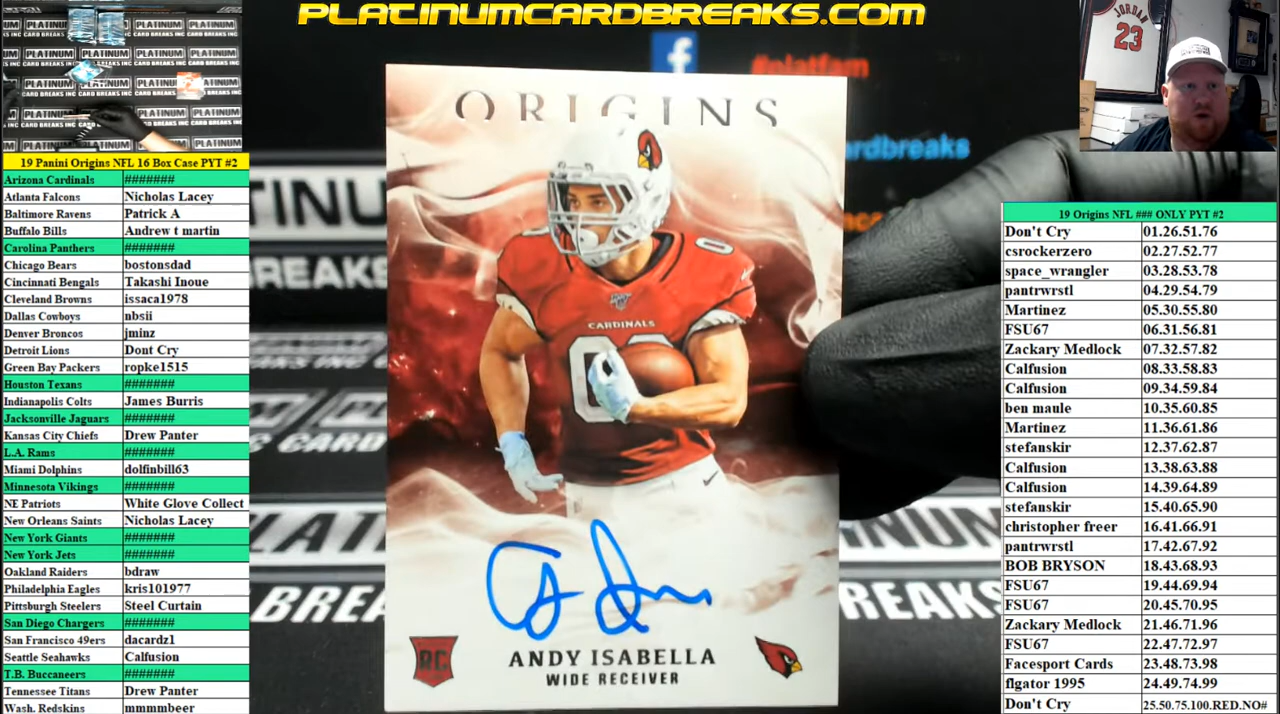 PLATINUMCARDBREAKS.COM
JORDAN
23
PLATINUM
CARD BREAKS INC
19 Panini Origins NFL 16 Box Case PYT #2
Arizona Cardinals #######
Atlanta Falcons Nicholas Lacey
Baltimore Ravens Patrick A
Buffalo Bills Andrew t martin
Carolina Panthers #######
Chicago Bears bostonsdad
Cincinnati Bengals Takashi Inoue
Cleveland Browns issaca1978
Dallas Cowboys nbsii
Denver Broncos jminz
Detroit Lions Dont Cry
Green Bay Packers ropke1515
Houston Texans #######
Indianapolis Colts James Burris
Jacksonville Jaguars #######
Kansas City Chiefs Drew Panter
L.A. Rams #######
Miami Dolphins dolfinbill63
Minnesota Vikings #######
NE Patriots White Glove Collect
New Orleans Saints Nicholas Lacey
New York Giants #######
New York Jets #######
Oakland Raiders bdraw
Philadelphia Eagles kris101977
Pittsburgh Steelers Steel Curtain
San Diego Chargers #######
San Francisco 49ers dacardz1
Seattle Seahawks Calfusion
T.B. Buccaneers #######
Tennessee Titans Drew Panter
Wash. Redskins mmmmbeer
#platfam
ardbreaks
ORIGINS
CARDINALS
RC
ANDY ISABELLA
WIDE RECEIVER
19 Origins NFL ### ONLY PYT #2
Don't Cry 01.26.51.76
csrockerzero 02.27.52.77
space_wrangler 03.28.53.78
pantrwrstl 04.29.54.79
Martinez 05.30.55.80
FSU67 06.31.56.81
Zackary Medlock 07.32.57.82
Calfusion 08.33.58.83
Calfusion 09.34.59.84
ben maule 10.35.60.85
Martinez 11.36.61.86
stefanskir 12.37.62.87
Calfusion 13.38.63.88
Calfusion 14.39.64.89
stefanskir 15.40.65.90
christopher freer 16.41.66.91
pantrwrstl 17.42.67.92
BOB BRYSON 18.43.68.93
FSU67 19.44.69.94
FSU67 20.45.70.95
Zackary Medlock 21.46.71.96
FSU67 22.47.72.97
Facesport Cards 23.48.73.98
flgator 1995 24.49.74.99
Don't Cry 25.50.75.100.RED.NO#